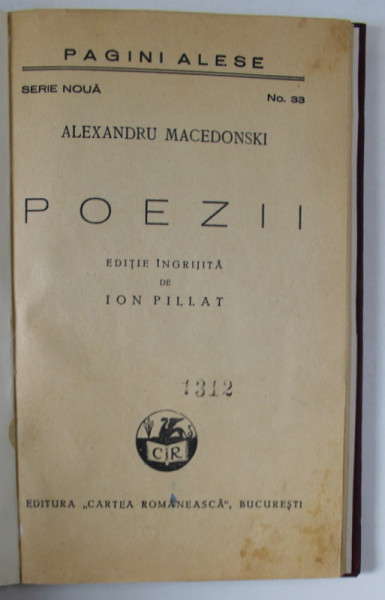 PAGINI ALESE
SERIE NOUĂ No. 33
ALEXANDRU MACEDONSKI
POEZII
EDIȚIE ÎNGRIJITĂ
DE
ION PILLAT
1312
CR
EDITURA „CARTEA ROMÂNEASCĂ”, BUCUREȘTI